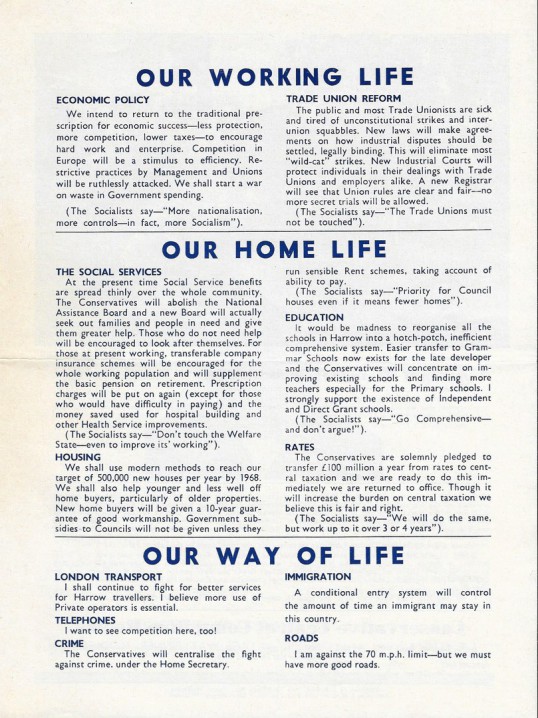 OUR WORKING LIFE
ECONOMIC POLICY
We intend to return to the traditional pre-
scription for economic success—less protection,
more competition, lower taxes—to encourage
hard work and enterprise. Competition in
Europe will be a stimulus to efficiency. Re-
strictive practices by Management and Unions
will be ruthlessly attacked. We shall start a war
on waste in Government spending.
(The Socialists say—"More nationalisation,
more controls—in fact, more Socialism").
TRADE UNION REFORM
The public and most Trade Unionists are sick
and tired of unconstitutional strikes and inter-
union squabbles. New laws will make agree-
ments on how industrial disputes should be
settled, legally binding. This will eliminate most
"wild-cat" strikes. New Industrial Courts will
protect individuals in their dealings with Trade
Unions and employers alike. A new Registrar
will see that Union rules are clear and fair—no
more secret trials will be allowed.
(The Socialists say—"The Trade Unions must
not be touched").
OUR HOME LIFE
THE SOCIAL SERVICES
At the present time Social Service benefits
are spread thinly over the whole community.
The Conservatives will abolish the National
Assistance Board and a new Board will actually
seek out families and people in need and give
them greater help. Those who do not need help
will be encouraged to look after themselves. For
those at present working, transferable company
insurance schemes will be encouraged for the
whole working population and will supplement
the basic pension on retirement. Prescription
charges will be put on again (except for those
who would have difficulty in paying) and the
money saved used for hospital building and
other Health Service improvements.
(The Socialists say—"Don't touch the Welfare
State—even to improve its' working").
HOUSING
We shall use modern methods to reach our
target of 500,000 new houses per year by 1968.
We shall also help younger and less well off
home buyers, particularly of older properties.
New home buyers will be given a 10-year guar-
antee of good workmanship. Government sub-
sidies to Councils will not be given unless they
run sensible Rent schemes, taking account of
ability to pay.
(The Socialists say—"Priority for Council
houses even if it means fewer homes").
EDUCATION
It would be madness to reorganise all the
schools in Harrow into a hotch-potch, inefficient
comprehensive system. Easier transfer to Gram-
mar Schools now exists for the late developer
and the Conservatives will concentrate on im-
proving existing schools and finding more
teachers especially for the Primary schools. I
strongly support the existence of Independent
and Direct Grant schools.
(The Socialists say—"Go Comprehensive—
and don't argue!").
RATES
The Conservatives are solemnly pledged to
transfer £100 million a year from rates to cent-
ral taxation and we are ready to do this im-
mediately we are returned to office. Though it
will increase the burden on central taxation we
believe this is fair and right.
(The Socialists say—"We will do the same,
but work up to it over 3 or 4 years").
OUR WAY OF LIFE
LONDON TRANSPORT
I shall continue to fight for better services
for Harrow travellers. I believe more use of
Private operators is essential.
TELEPHONES
I want to see competition here, too!
CRIME
The Conservatives will centralise the fight
against crime, under the Home Secretary.
IMMIGRATION
A conditional entry system will control
the amount of time an immigrant may stay in
this country.
ROADS
I am against the 70 m.p.h. limit—but we must
have more good roads.